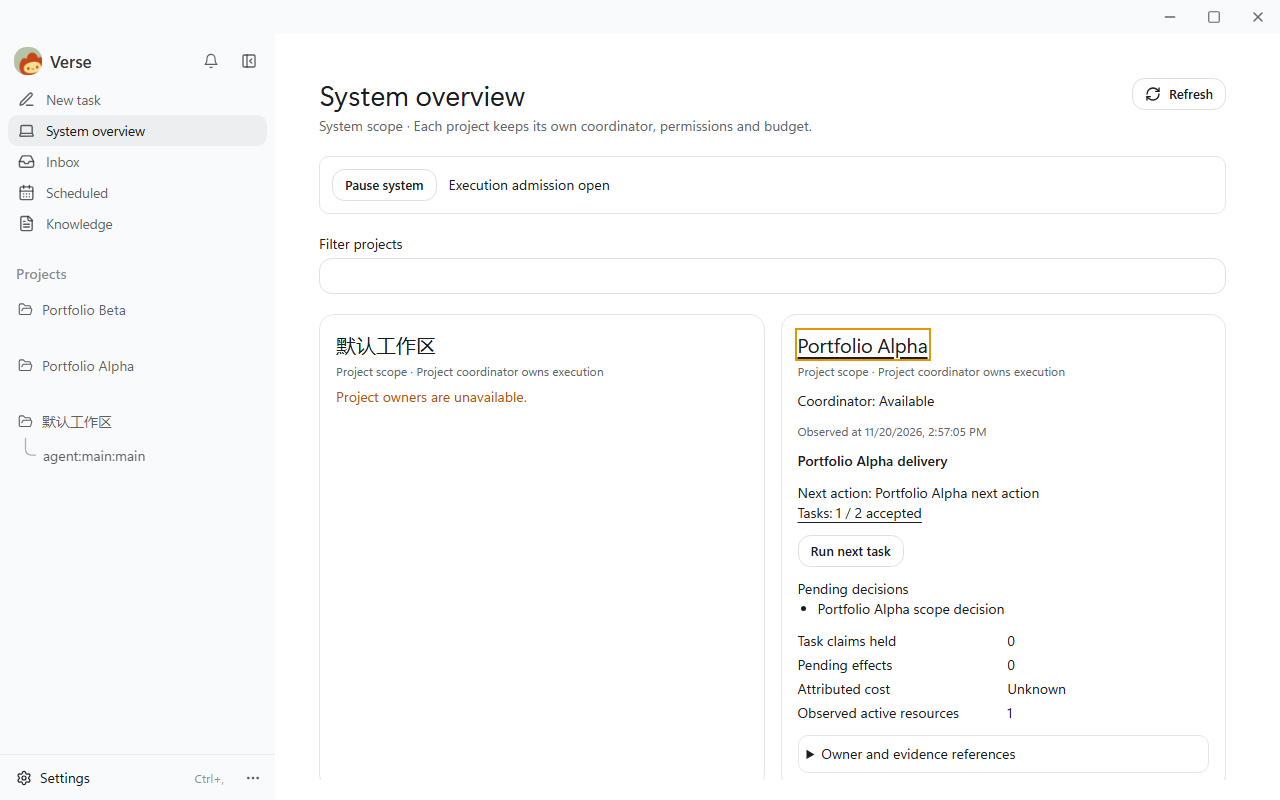 Verse
New task
System overview
Inbox
Scheduled
Knowledge
Projects
Portfolio Beta
Portfolio Alpha
默认工作区
agent:main:main
Settings
Ctrl+,
System overview
Refresh
System scope · Each project keeps its own coordinator, permissions and budget.
Pause system
Execution admission open
Filter projects
默认工作区
Project scope · Project coordinator owns execution
Project owners are unavailable.
Portfolio Alpha
Project scope · Project coordinator owns execution
Coordinator: Available
Observed at 11/20/2026, 2:57:05 PM
Portfolio Alpha delivery
Next action: Portfolio Alpha next action
Tasks: 1 / 2 accepted
Run next task
Pending decisions
• Portfolio Alpha scope decision
Task claims held 0
Pending effects 0
Attributed cost Unknown
Observed active resources 1
Owner and evidence references